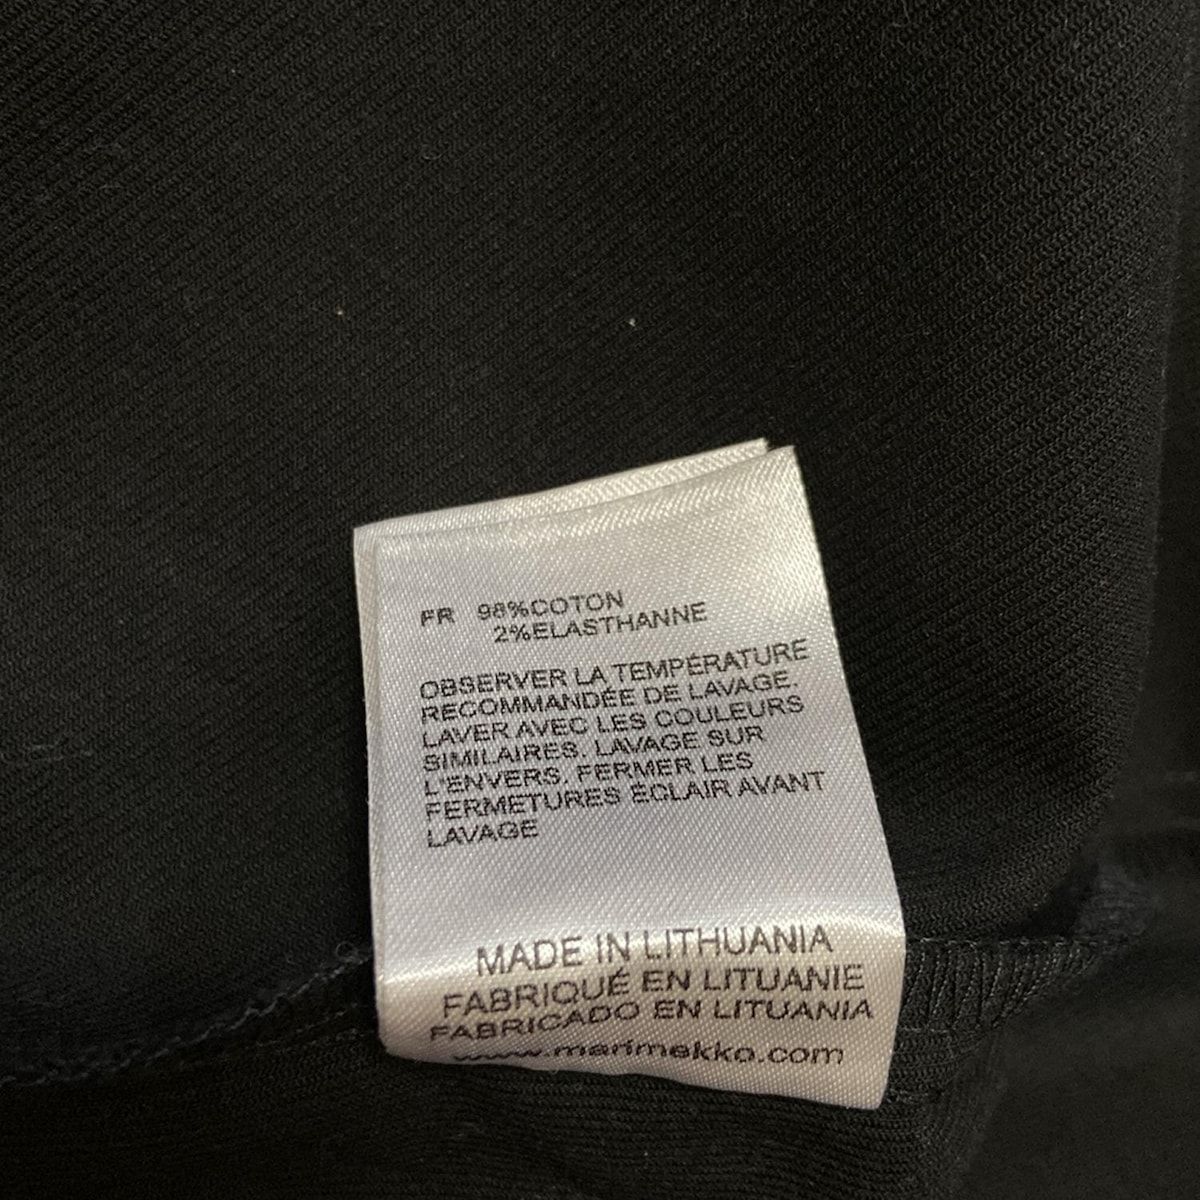 FR 98%COTON
2%ELASTHANNE
OBSERVER LA TEMPÉRATURE
RECOMMANDÉE DE LAVAGE.
LAVER AVEC LES COULEURS
SIMILAIRES. LAVAGE SUR
L'ENVERS. FERMER LES
FERMETURES ÉCLAIR AVANT
LAVAGE
MADE IN LITHUANIA
FABRIQUÉ EN LITUANIE
FABRICADO EN LITUANIA
www.marimekko.com